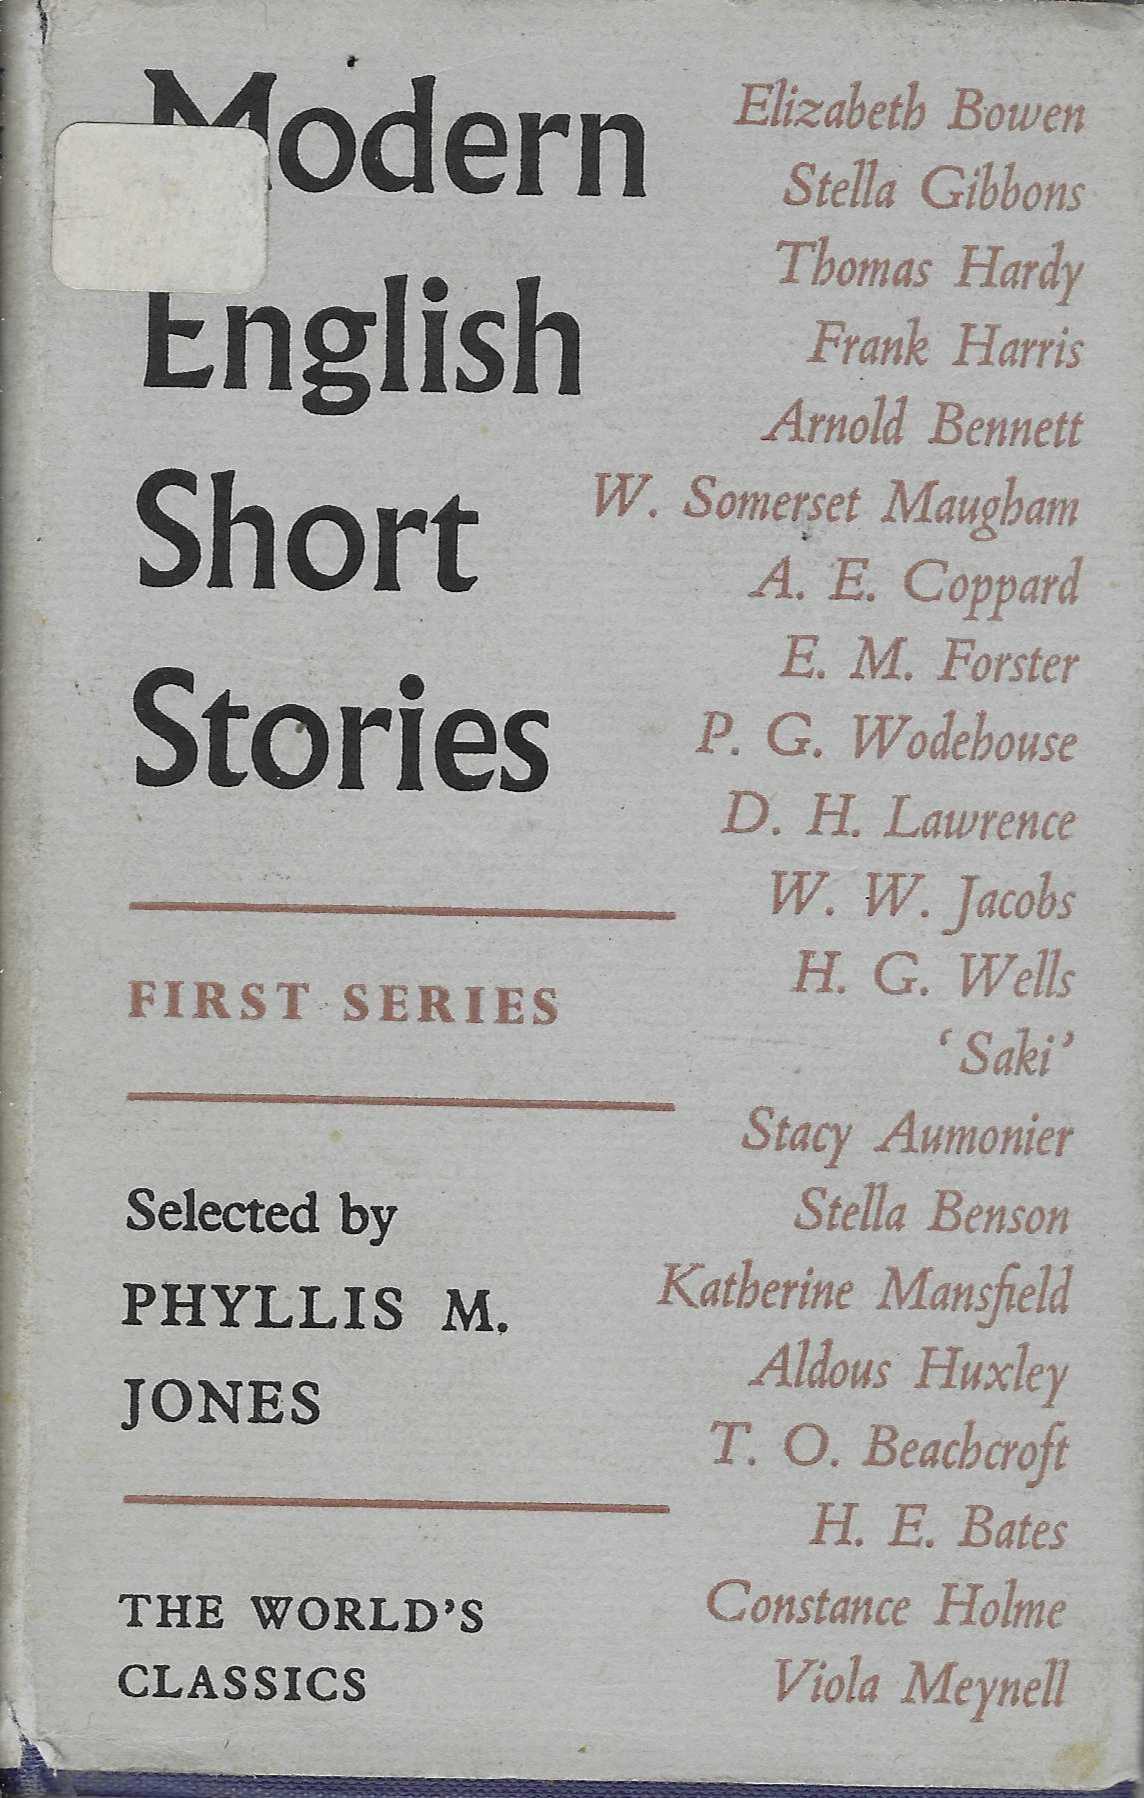 Modern
English
Short
Stories
FIRST SERIES
Selected by
PHYLLIS M.
JONES
THE WORLD'S
CLASSICS
Elizabeth Bowen
Stella Gibbons
Thomas Hardy
Frank Harris
Arnold Bennett
W. Somerset Maugham
A. E. Coppard
E. M. Forster
P. G. Wodehouse
D. H. Lawrence
W. W. Jacobs
H. G. Wells
‘Saki’
Stacy Aumonier
Stella Benson
Katherine Mansfield
Aldous Huxley
T. O. Beachcroft
H. E. Bates
Constance Holme
Viola Meynell